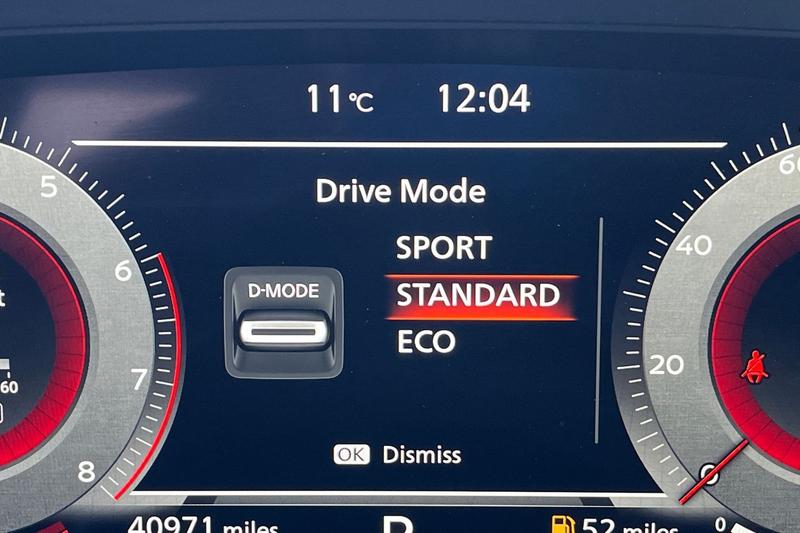 11°C 12:04
Drive Mode
SPORT
D-MODE
STANDARD
ECO
OK Dismiss
5
6
7
8
60
40
20
0
40971 miles
P
52 miles
0